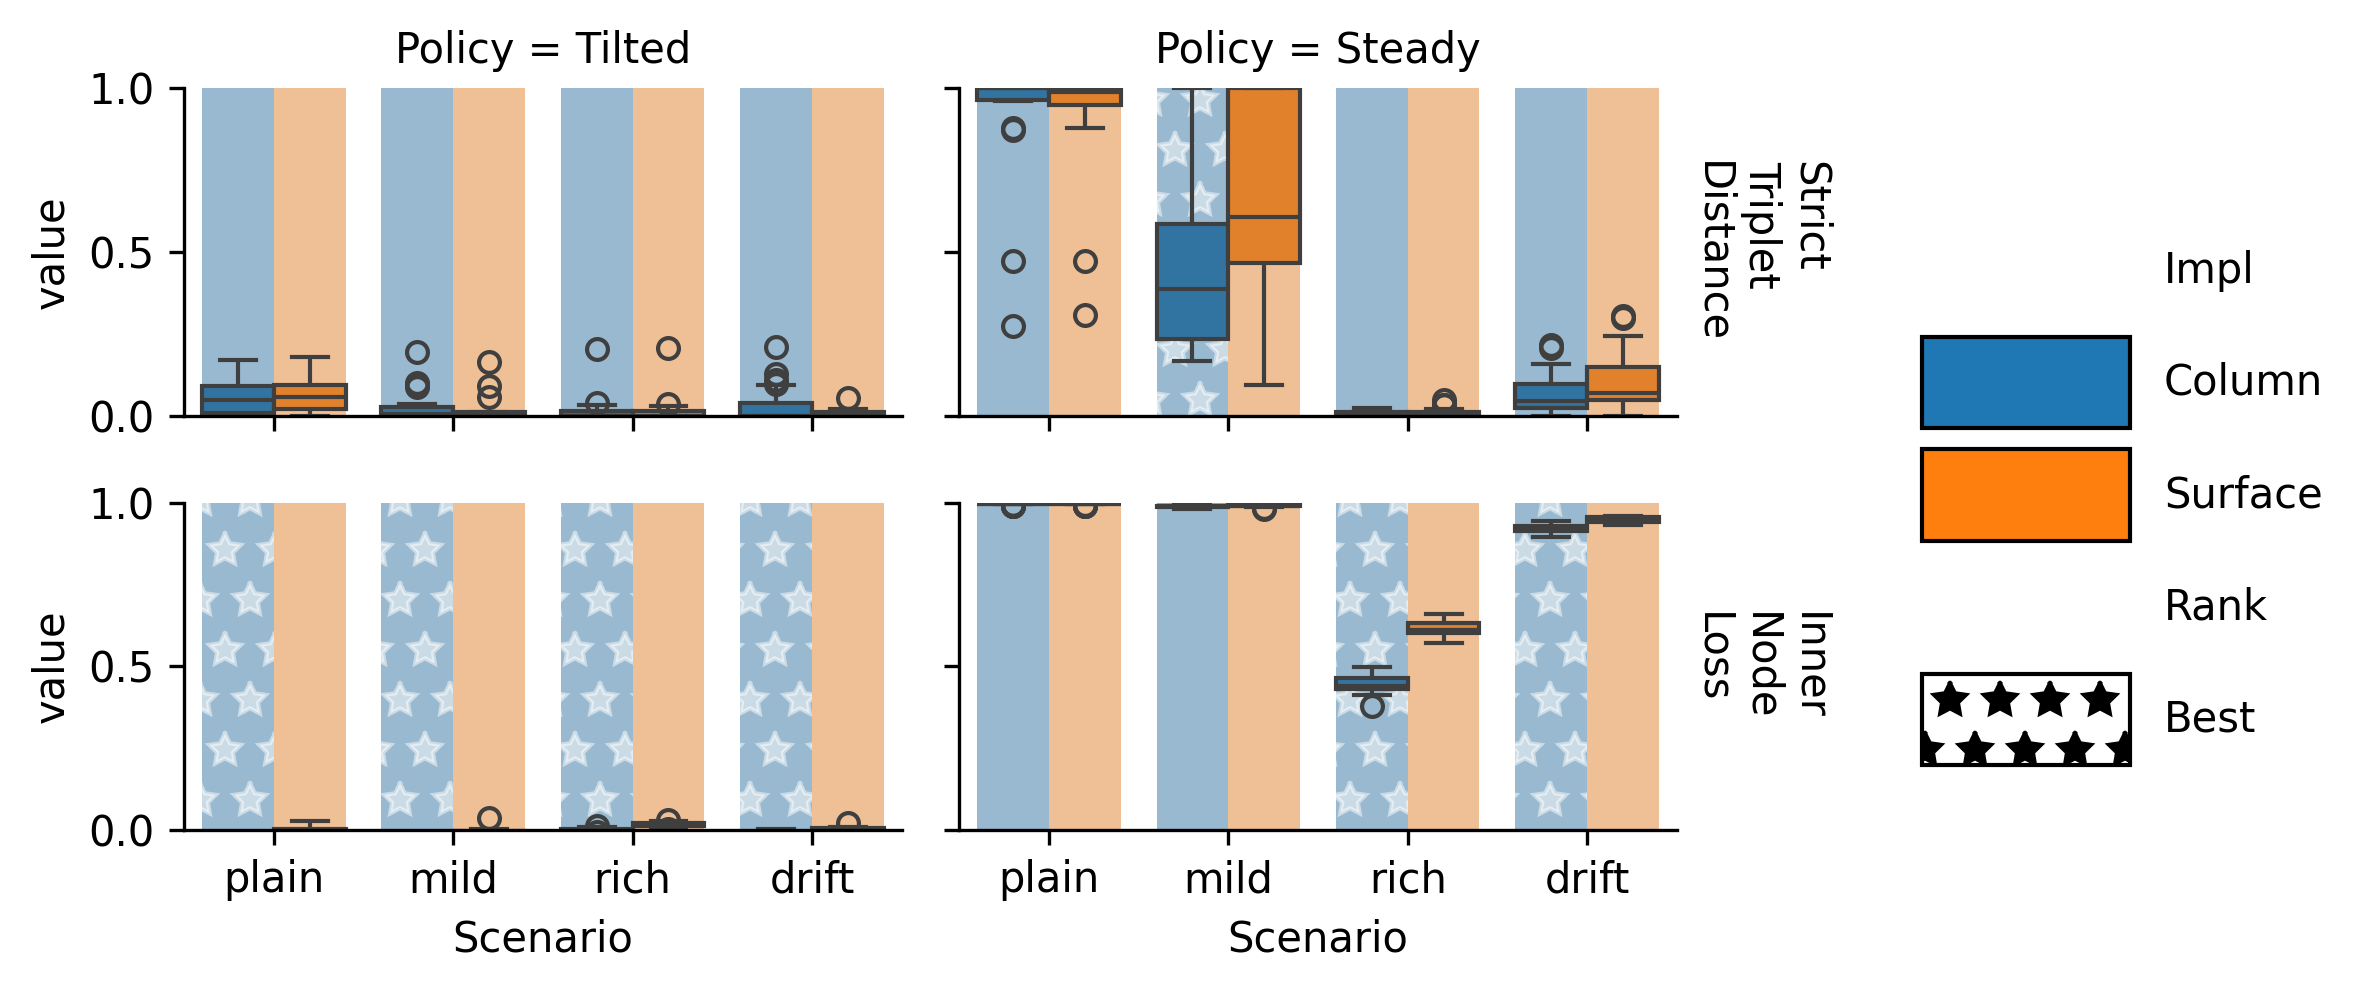 Policy = Tilted
Policy = Steady
1.0
0.5
0.0
value
Strict
Triplet
Distance
1.0
0.5
0.0
value
Inner
Node
Loss
plain
mild
rich
drift
plain
mild
rich
drift
Scenario
Scenario
Impl
Column
Surface
Rank
Best